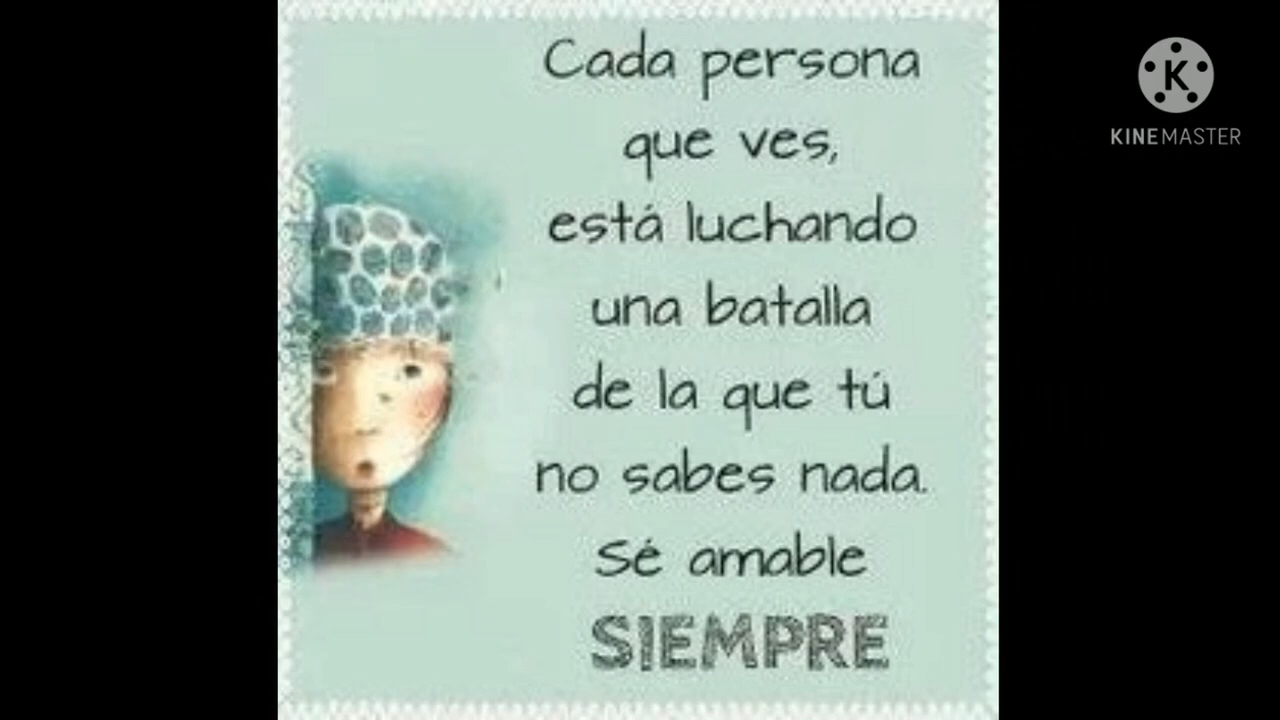 Cada persona
que ves,
está luchando
una batalla
de la que tú
no sabes nada.
Sé amable
SIEMPRE
K
KINEMASTER